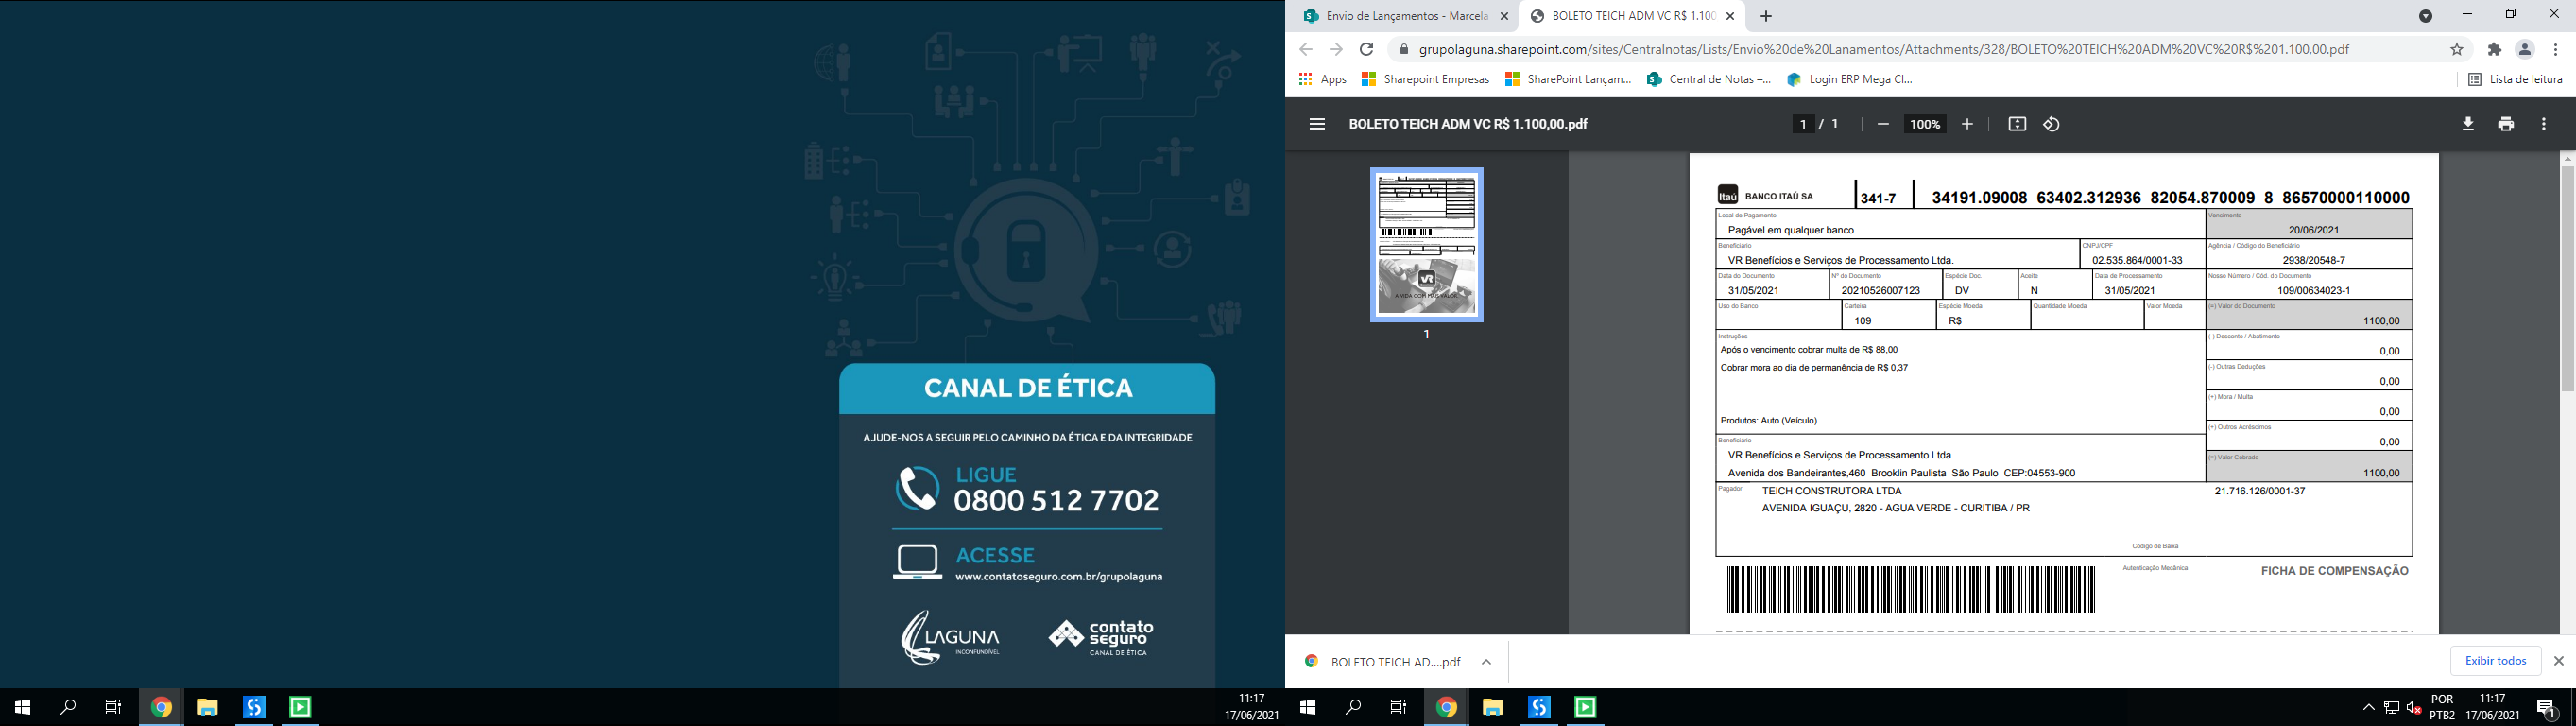 CANAL DE ÉTICA
AJUDE-NOS A SEGUIR PELO CAMINHO DA ÉTICA E DA INTEGRIDADE
LIGUE
0800 512 7702
ACESSE
www.contatoseguro.com.br/grupolaguna
LAGUNA
INCONFUNDÍVEL
contato
seguro
CANAL DE ÉTICA
11:17
17/06/2021
Envio de Lançamentos - Marcela
BOLETO TEICH ADM VC R$ 1.100,
grupolaguna.sharepoint.com/sites/Centralnotas/Lists/Envio%20de%20Lanamentos/Attachments/328/BOLETO%20TEICH%20ADM%20VC%20R$%201.100,00.pdf
Apps Sharepoint Empresas SharePoint Lançam... Central de Notas –... Login ERP Mega Cl... Lista de leitura
BOLETO TEICH ADM VC R$ 1.100,00.pdf 1 / 1 100%
VR
A VIDA COM MAIS VALOR.
1
Itaú BANCO ITAÚ SA 341-7 34191.09008 63402.312936 82054.870009 8 86570000110000
Local de Pagamento Vencimento
Pagável em qualquer banco. 20/06/2021
Beneficiário CNPJ/CPF Agência / Código do Beneficiário
VR Benefícios e Serviços de Processamento Ltda. 02.535.864/0001-33 2938/20548-7
Data do Documento Nº do Documento Espécie Doc. Aceite Data de Processamento Nosso Número / Cód. do Documento
31/05/2021 20210526007123 DV N 31/05/2021 109/00634023-1
Uso do Banco Carteira Espécie Moeda Quantidade Moeda Valor Moeda (=) Valor do Documento
109 R$ 1100,00
Instruções (-) Desconto / Abatimento
Após o vencimento cobrar multa de R$ 88,00 0,00
Cobrar mora ao dia de permanência de R$ 0,37 (-) Outras Deduções
0,00
(+) Mora / Multa
0,00
Produtos: Auto (Veículo) (+) Outros Acréscimos
Beneficiário 0,00
VR Benefícios e Serviços de Processamento Ltda. (=) Valor Cobrado
Avenida dos Bandeirantes,460 Brooklin Paulista São Paulo CEP:04553-900 1100,00
Pagador TEICH CONSTRUTORA LTDA 21.716.126/0001-37
AVENIDA IGUAÇU, 2820 - AGUA VERDE - CURITIBA / PR
Código de Baixa
Autenticação Mecânica FICHA DE COMPENSAÇÃO
BOLETO TEICH AD....pdf Exibir todos
POR
PTB2
11:17
17/06/2021
1